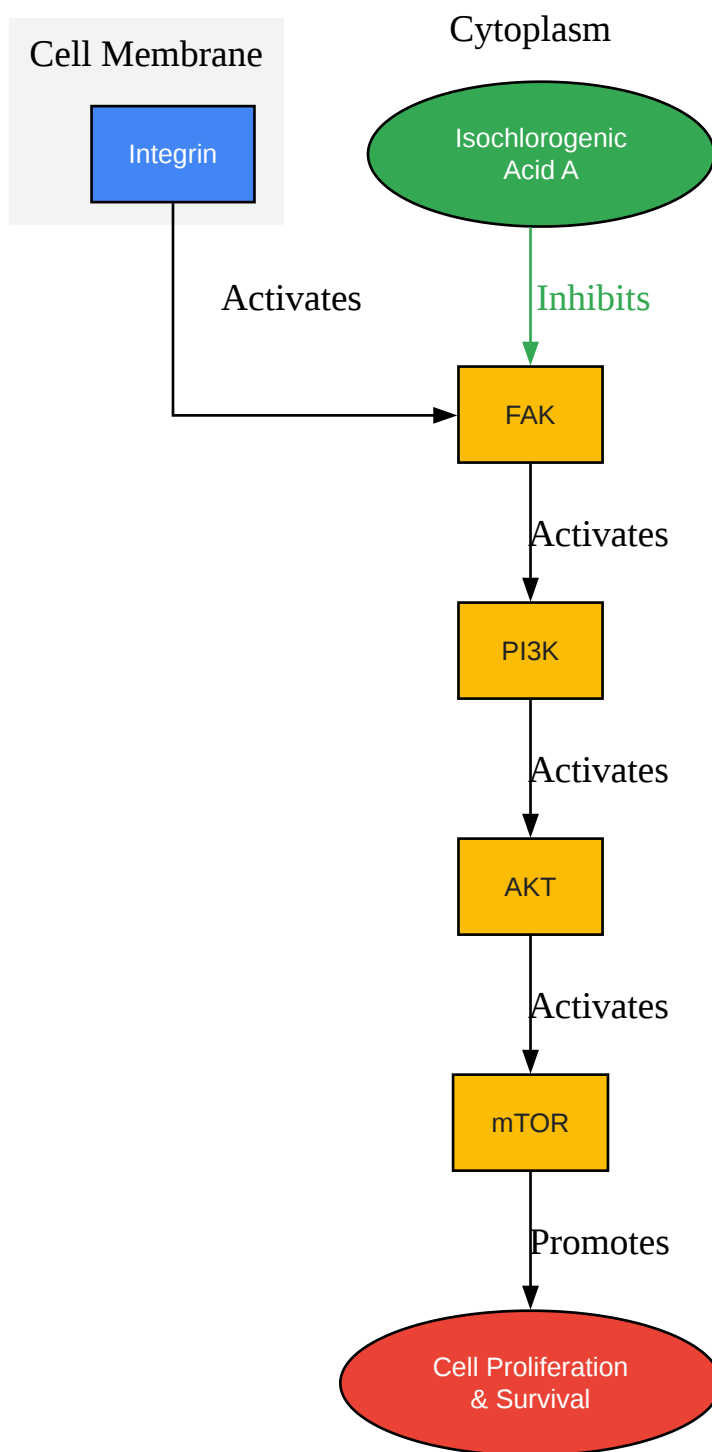 Cytoplasm
Cell Membrane
Integrin
Isochlorogenic
Acid A
Activates
Inhibits
FAK
Activates
PI3K
Activates
AKT
Activates
mTOR
Promotes
Cell Proliferation
& Survival